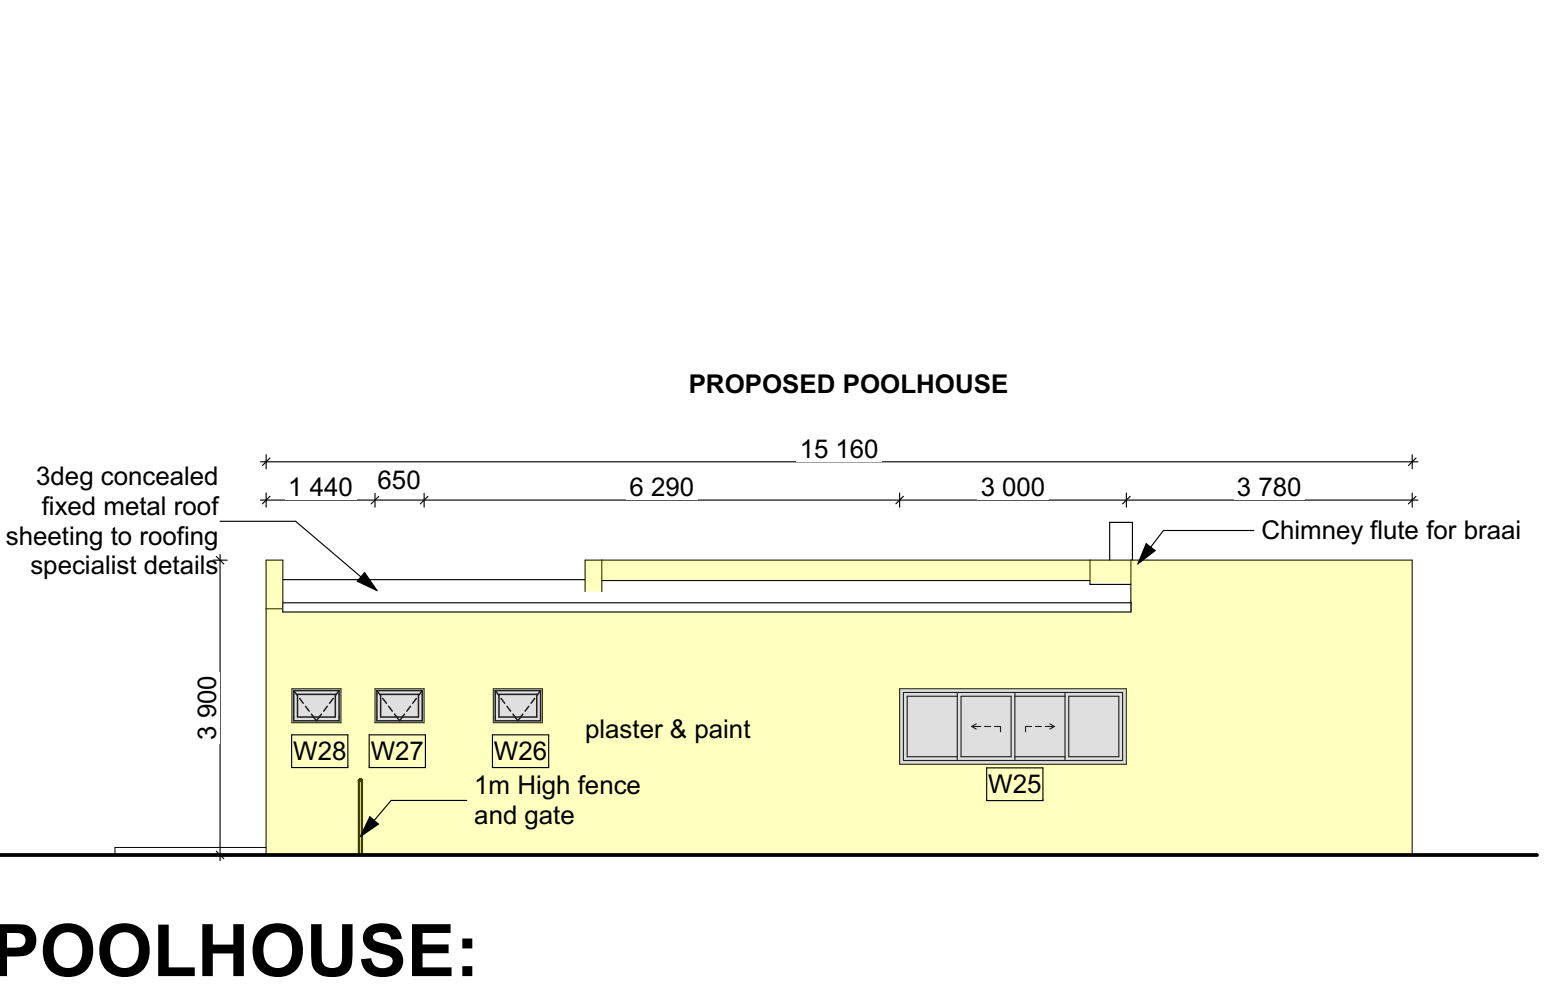 PROPOSED POOLHOUSE
15 160
1 440
650
6 290
3 000
3 780
3deg concealed
fixed metal roof
sheeting to roofing
specialist details
Chimney flute for braai
3 900
W28
W27
W26
plaster & paint
W25
1m High fence
and gate
POOLHOUSE: